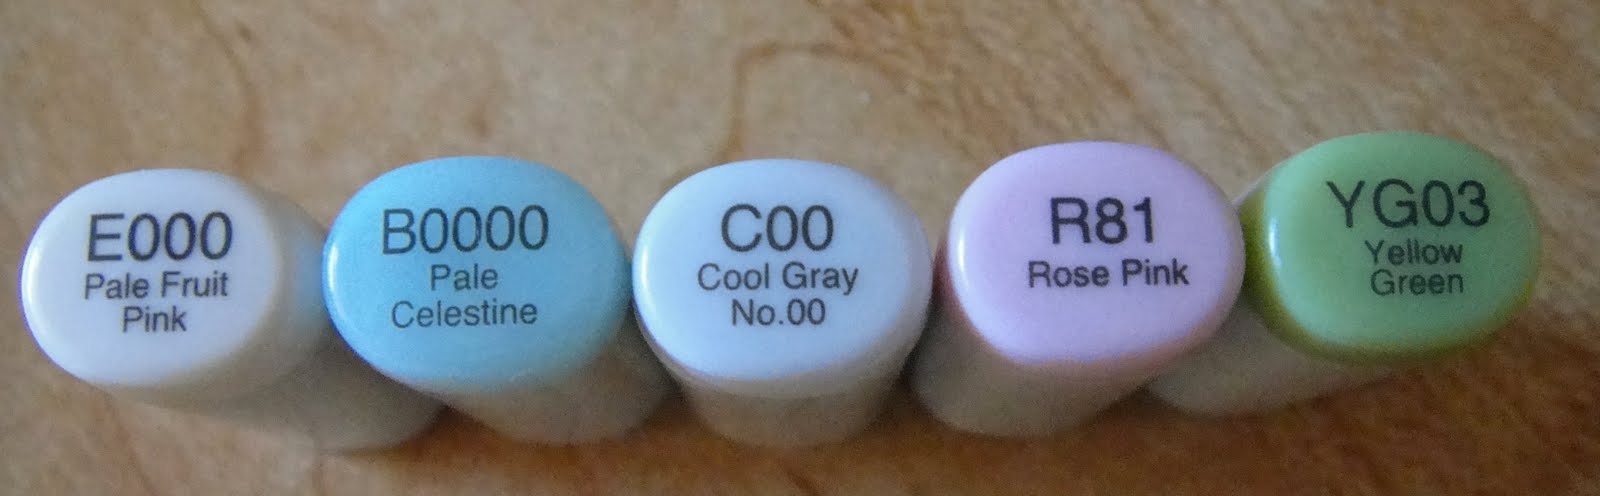 E000
Pale Fruit
Pink
B0000
Pale
Celestine
C00
Cool Gray
No.00
R81
Rose Pink
YG03
Yellow
Green